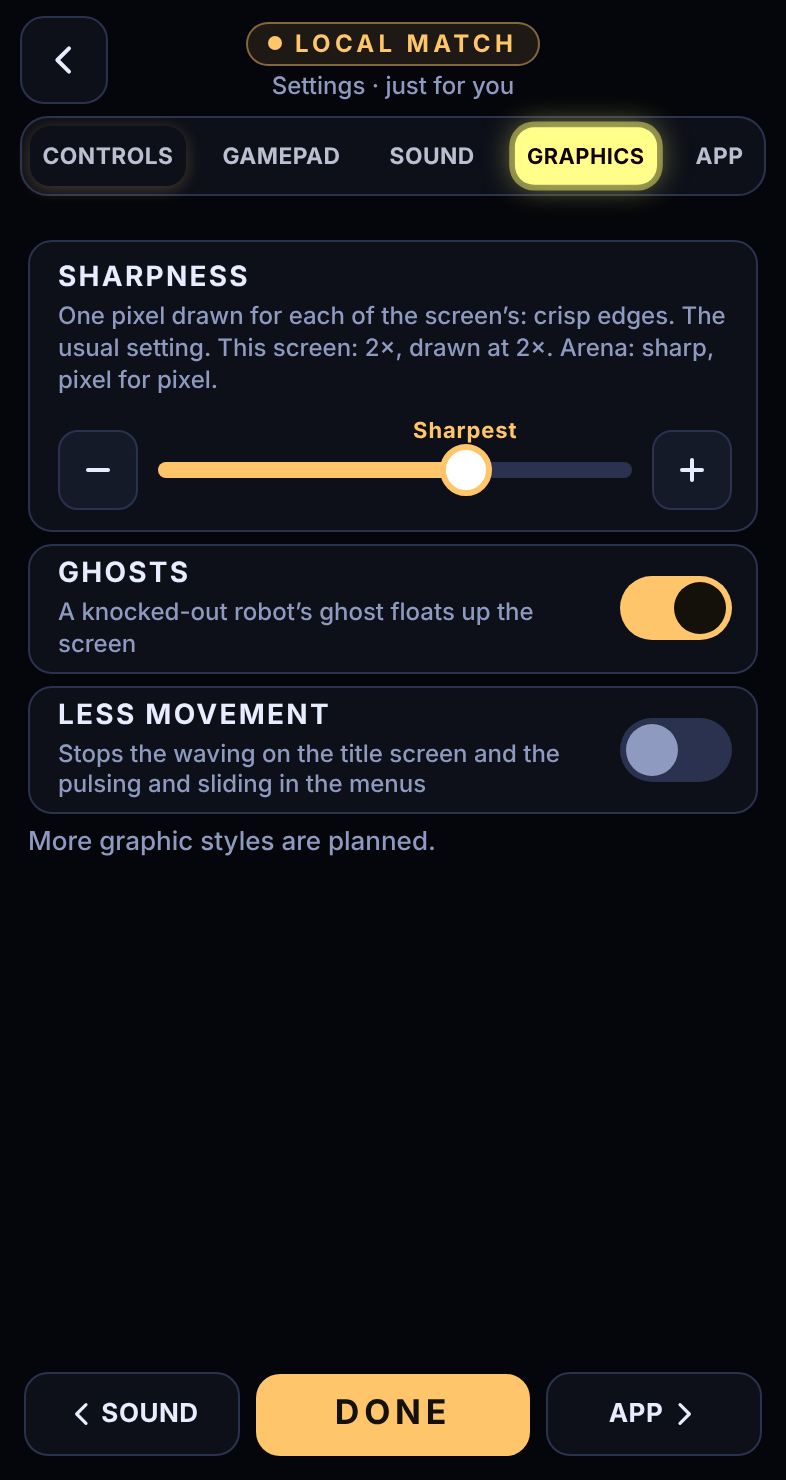 LOCAL MATCH
Settings · just for you
CONTROLS GAMEPAD SOUND GRAPHICS APP
SHARPNESS
One pixel drawn for each of the screen’s: crisp edges. The
usual setting. This screen: 2×, drawn at 2×. Arena: sharp,
pixel for pixel.
Sharpest
GHOSTS
A knocked-out robot’s ghost floats up the
screen
LESS MOVEMENT
Stops the waving on the title screen and the
pulsing and sliding in the menus
More graphic styles are planned.
SOUND DONE APP